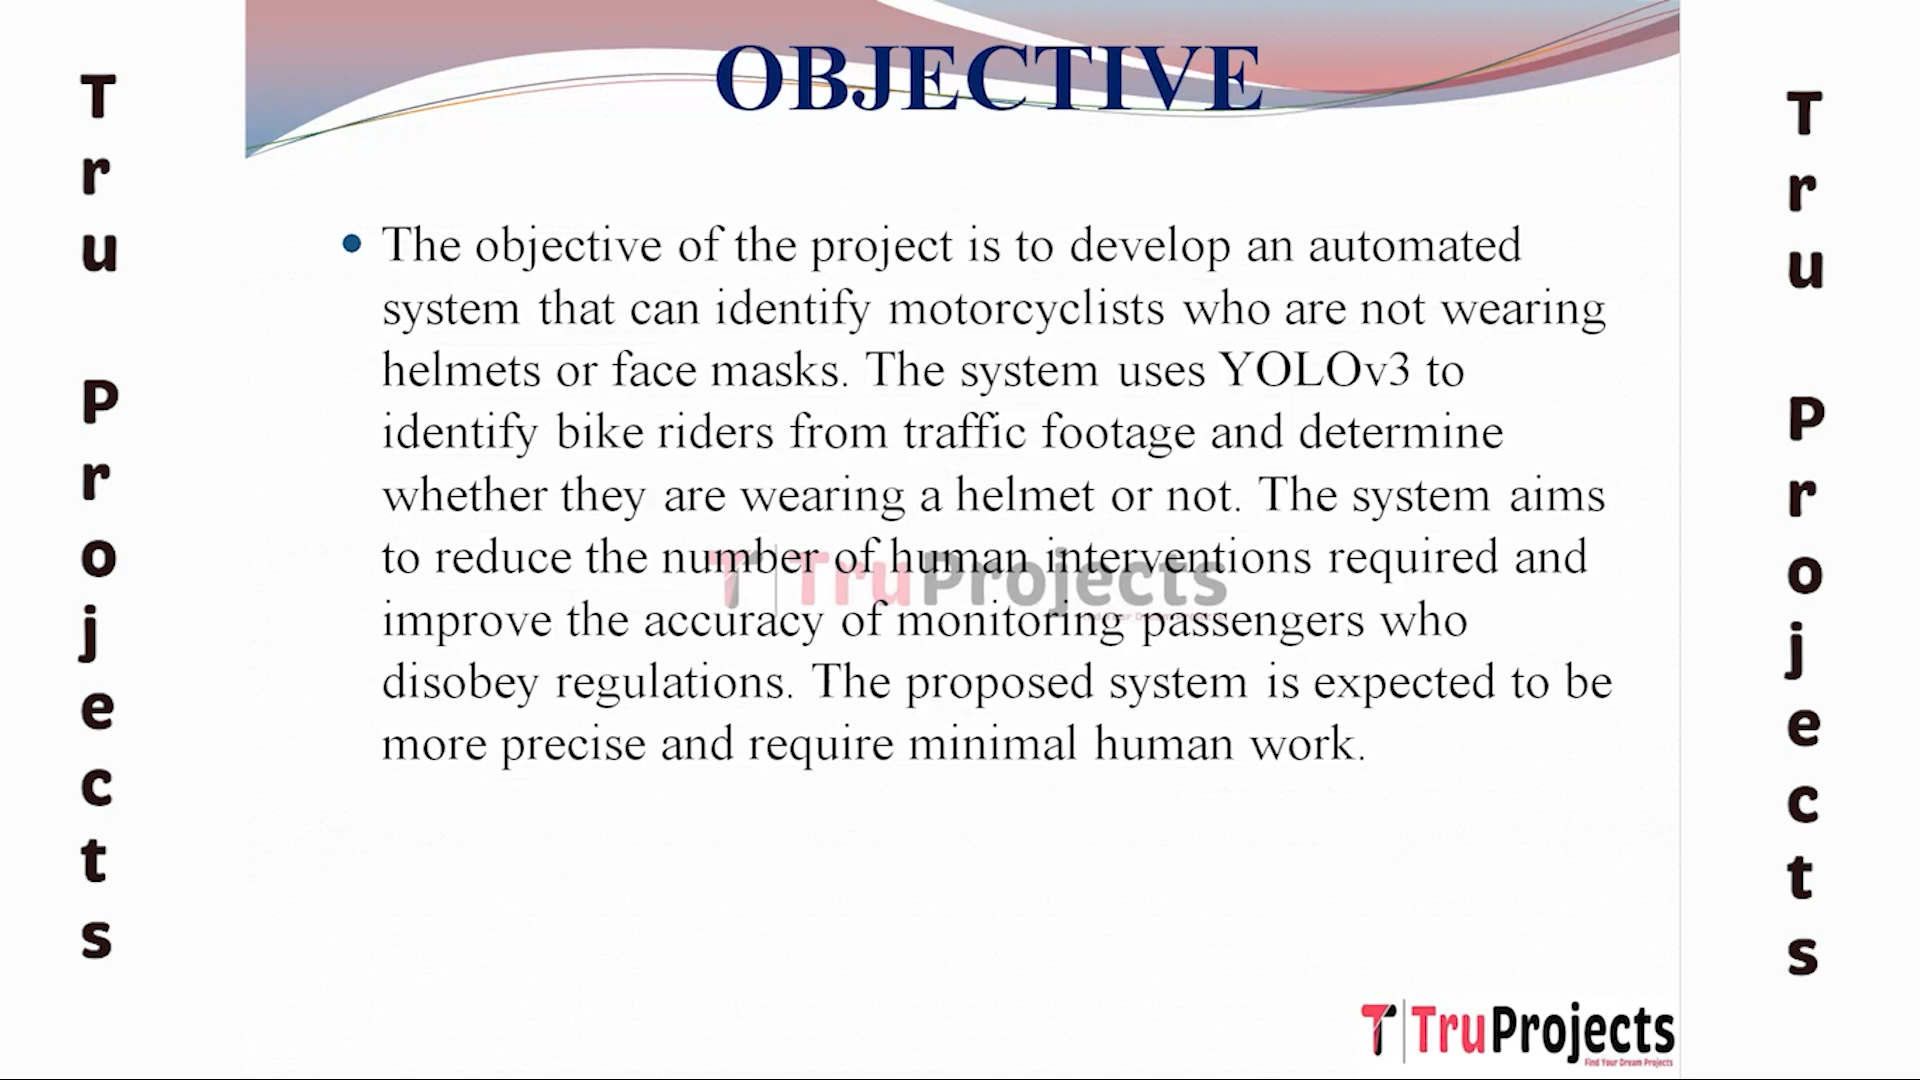 OBJECTIVE
Tru Projects
The objective of the project is to develop an automated
system that can identify motorcyclists who are not wearing
helmets or face masks. The system uses YOLOv3 to
identify bike riders from traffic footage and determine
whether they are wearing a helmet or not. The system aims
to reduce the number of human interventions required and
improve the accuracy of monitoring passengers who
disobey regulations. The proposed system is expected to be
more precise and require minimal human work.
TruProjects
Tru Projects
TruProjects
Find Your Dream Projects